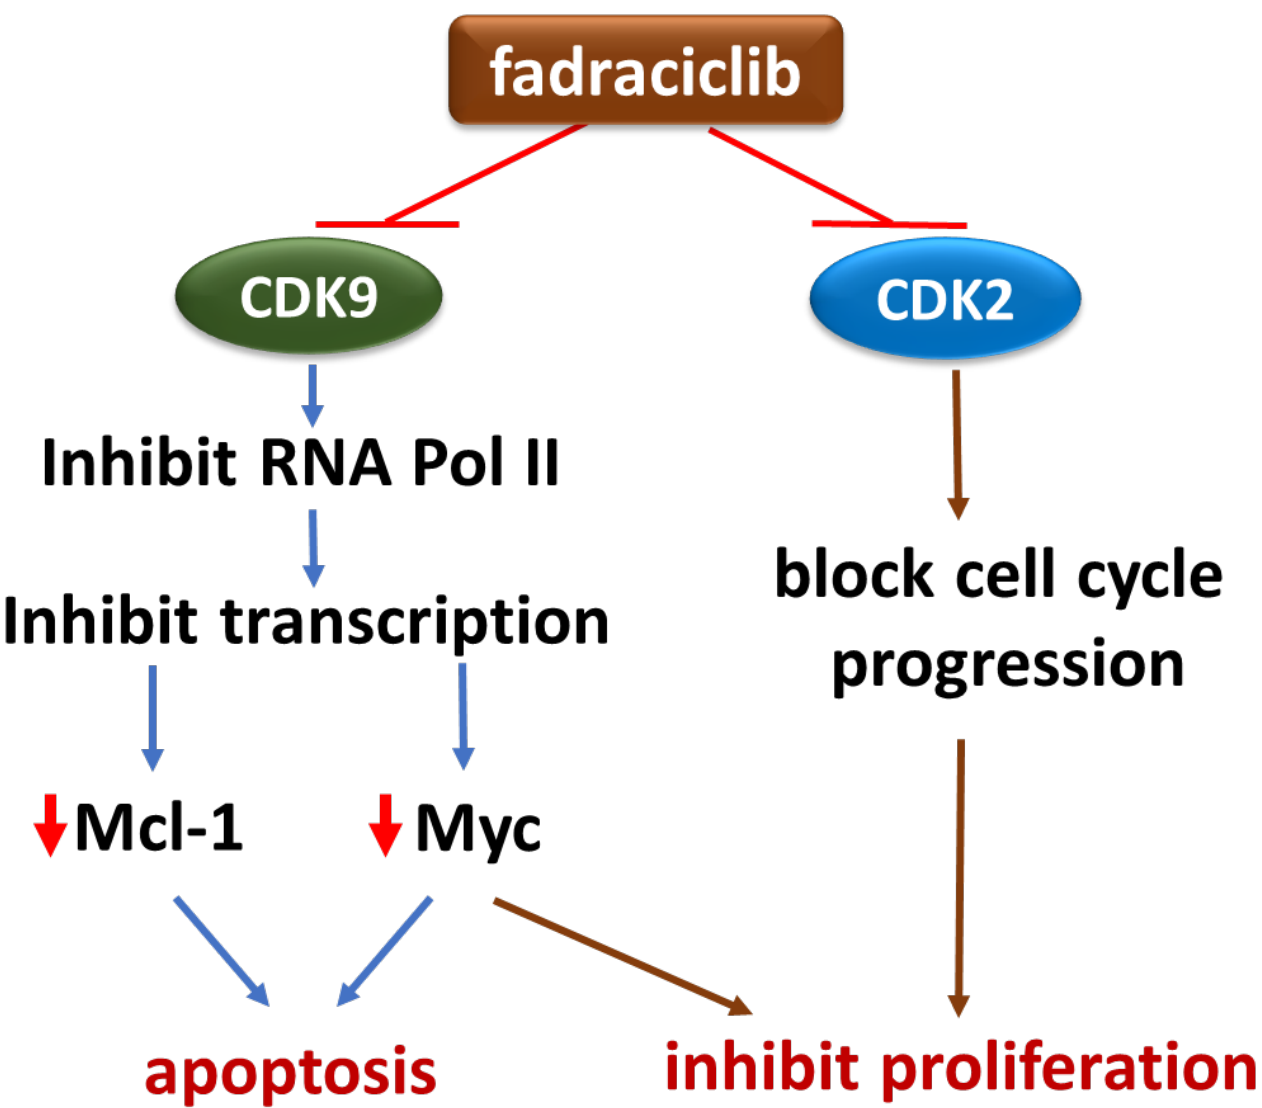 fadraciclib
CDK9
CDK2
Inhibit RNA Pol II
Inhibit transcription
block cell cycle
progression
Mcl-1
Myc
apoptosis
inhibit proliferation